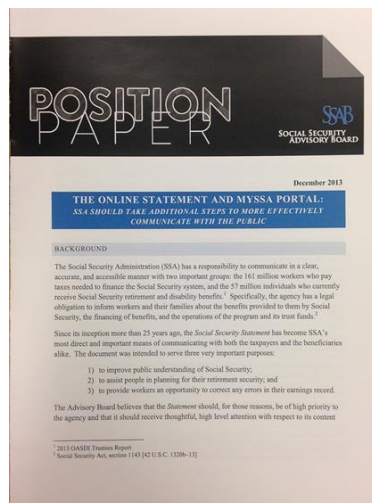 POSITION
PAPER
SSAB
SOCIAL SECURITY
ADVISORY BOARD
December 2013
THE ONLINE STATEMENT AND MYSSA PORTAL:
SSA SHOULD TAKE ADDITIONAL STEPS TO MORE EFFECTIVELY
COMMUNICATE WITH THE PUBLIC
BACKGROUND
The Social Security Administration (SSA) has a responsibility to communicate in a clear,
accurate, and accessible manner with two important groups: the 161 million workers who pay
taxes needed to finance the Social Security system, and the 57 million individuals who currently
receive Social Security retirement and disability benefits.1 Specifically, the agency has a legal
obligation to inform workers and their families about the benefits provided to them by Social
Security, the financing of benefits, and the operations of the program and its trust funds.2
Since its inception more than 25 years ago, the Social Security Statement has become SSA's
most direct and important means of communicating with both the taxpayers and the beneficiaries
alike. The document was intended to serve three very important purposes:
1) to improve public understanding of Social Security;
2) to assist people in planning for their retirement security; and
3) to provide workers an opportunity to correct any errors in their earnings record.
The Advisory Board believes that the Statement should, for those reasons, be of high priority to
the agency and that it should receive thoughtful, high level attention with respect to its content
1 2013 OASDI Trustees Report
2 Social Security Act, section 1143 [42 U.S.C. 1320b-13]